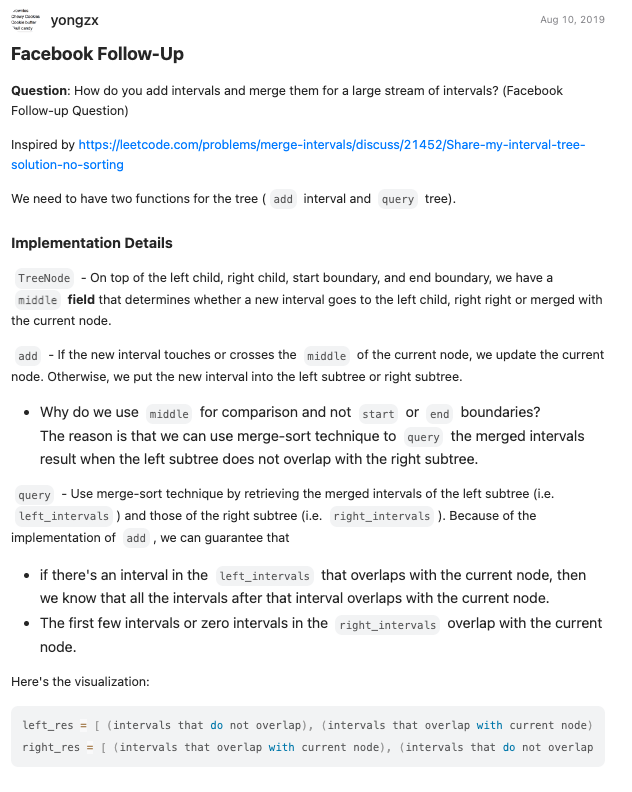 Chewy Cookies
yongzx
Aug 10, 2019
Facebook Follow-Up
Question: How do you add intervals and merge them for a large stream of intervals? (Facebook
Follow-up Question)
Inspired by https://leetcode.com/problems/merge-intervals/discuss/21452/Share-my-interval-tree-
solution-no-sorting
We need to have two functions for the tree ( add interval and query tree).
Implementation Details
TreeNode - On top of the left child, right child, start boundary, and end boundary, we have a
middle field that determines whether a new interval goes to the left child, right right or merged with
the current node.
add - If the new interval touches or crosses the middle of the current node, we update the current
node. Otherwise, we put the new interval into the left subtree or right subtree.
• Why do we use middle for comparison and not start or end boundaries?
The reason is that we can use merge-sort technique to query the merged intervals
result when the left subtree does not overlap with the right subtree.
query - Use merge-sort technique by retrieving the merged intervals of the left subtree (i.e.
left_intervals ) and those of the right subtree (i.e. right_intervals ). Because of the
implementation of add , we can guarantee that
• if there's an interval in the left_intervals that overlaps with the current node, then
we know that all the intervals after that interval overlaps with the current node.
• The first few intervals or zero intervals in the right_intervals overlap with the current
node.
Here's the visualization:
left_res = [ (intervals that do not overlap), (intervals that overlap with current node)
right_res = [ (intervals that overlap with current node), (intervals that do not overlap